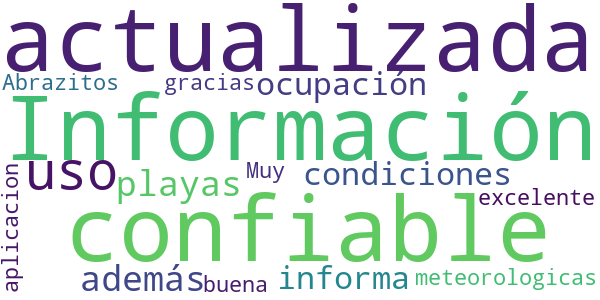 actualizada
Abrazitos gracias ocupación
Información
uso playas Muy condiciones
excelente
confiable
aplicacion
además buena informa meteorologicas